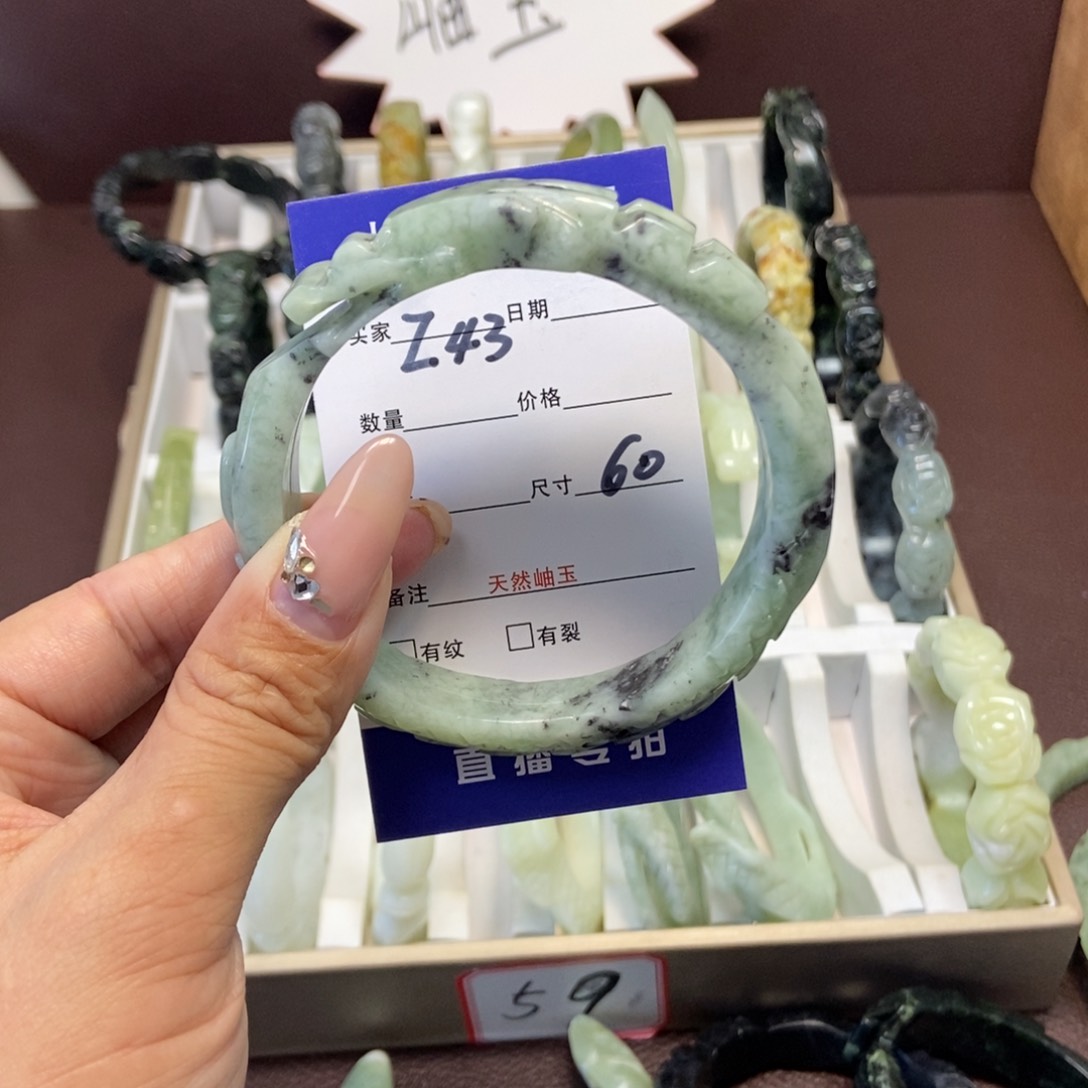 岫玉
买家 Z.43 日期
数量 价格
尺寸 60
备注 天然岫玉
□有纹 □有裂
直播专拍
59